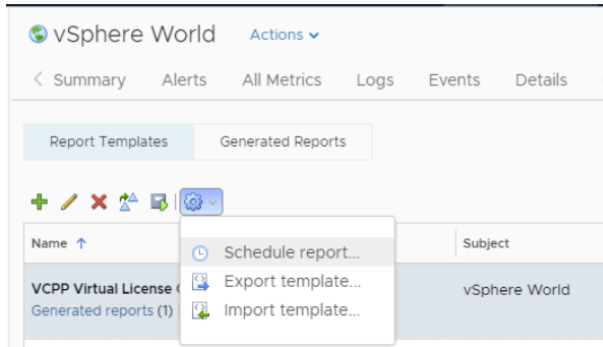 vSphere World Actions
Summary Alerts All Metrics Logs Events Details
Report Templates Generated Reports
Name Subject
Schedule report...
VCPP Virtual License vSphere World
Export template...
Generated reports (1)
Import template...